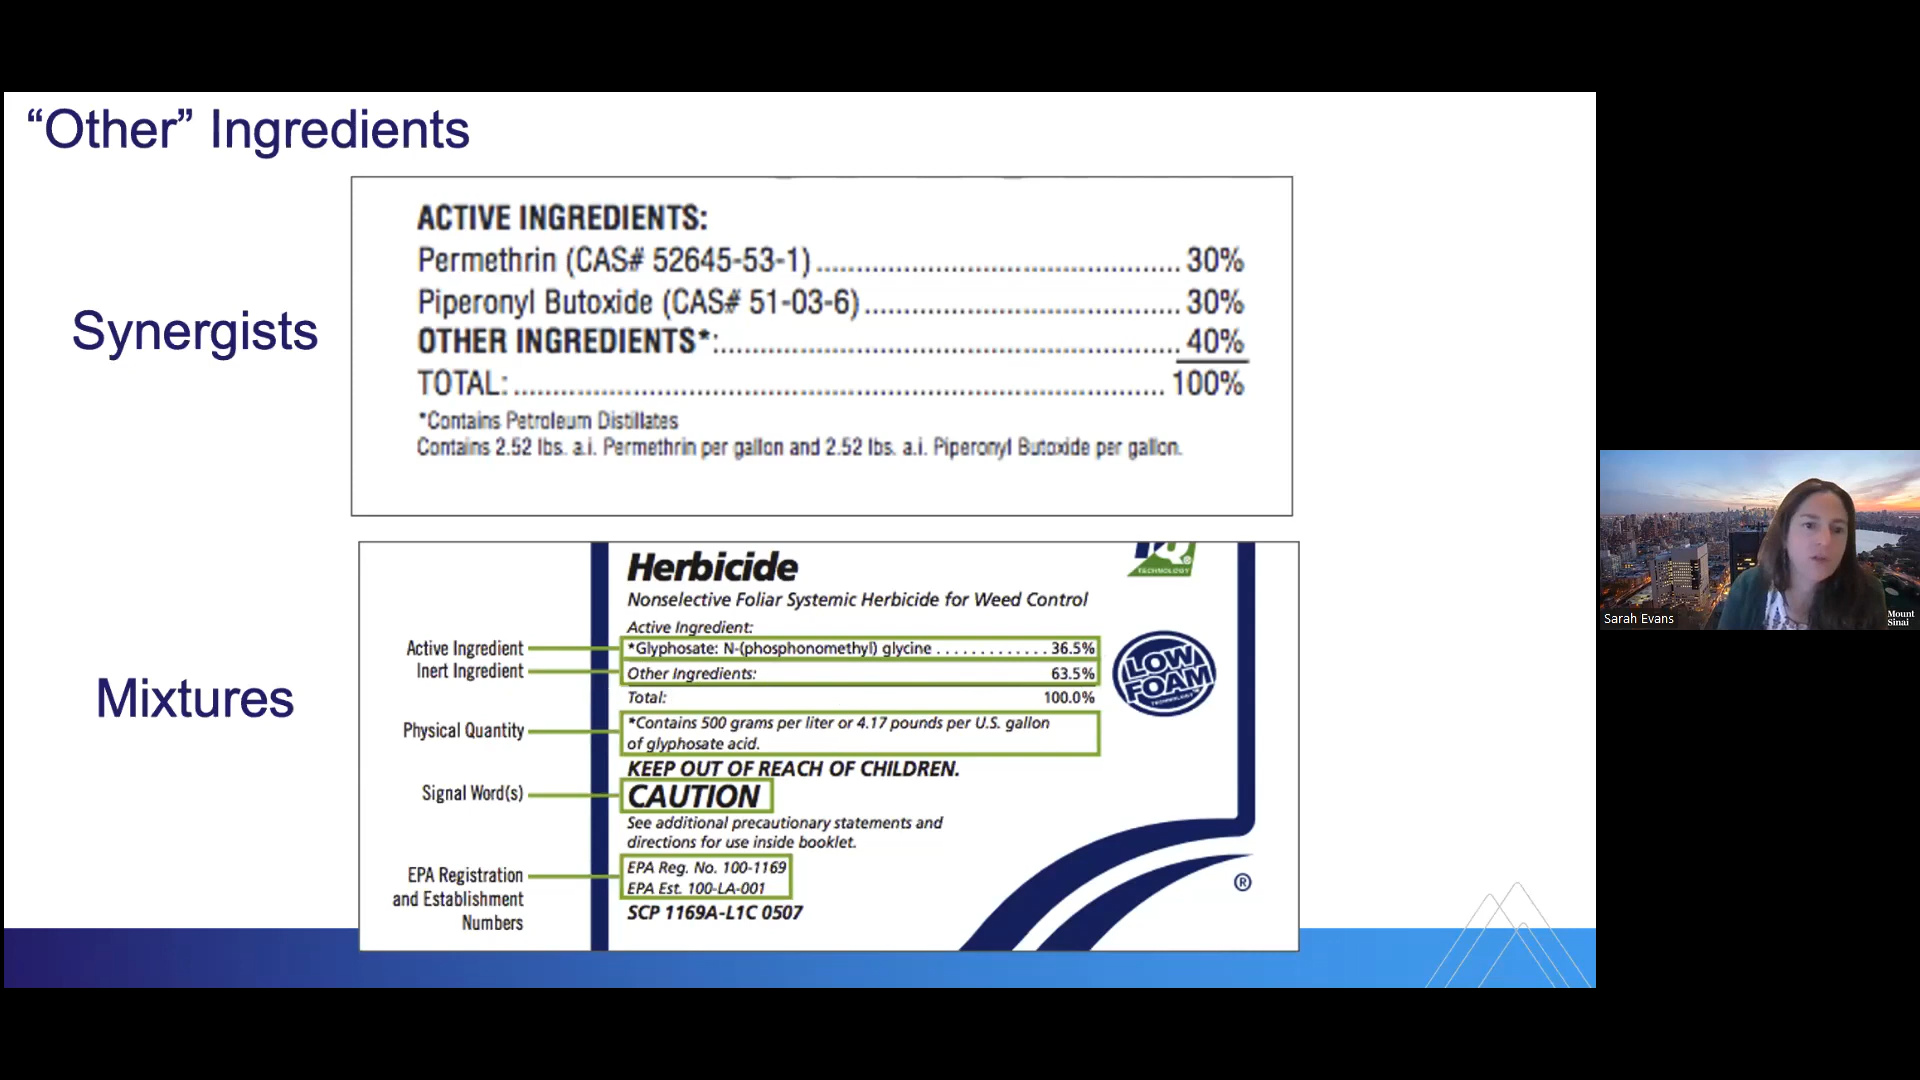 “Other” Ingredients
Synergists
ACTIVE INGREDIENTS:
Permethrin (CAS# 52645-53-1) ............................................. 30%
Piperonyl Butoxide (CAS# 51-03-6) ....................................... 30%
OTHER INGREDIENTS*: ......................................................... 40%
TOTAL: ................................................................................ 100%
*Contains Petroleum Distillates
Contains 2.52 lbs. a.i. Permethrin per gallon and 2.52 lbs. a.i. Piperonyl Butoxide per gallon.
Mixtures
Active Ingredient
Inert Ingredient
Physical Quantity
Signal Word(s)
EPA Registration
and Establishment
Numbers
Herbicide
Nonselective Foliar Systemic Herbicide for Weed Control
Active Ingredient:
*Glyphosate: N-(phosphonomethyl) glycine . . . . . . . . . . . . . 36.5%
Other Ingredients: 63.5%
Total: 100.0%
*Contains 500 grams per liter or 4.17 pounds per U.S. gallon
of glyphosate acid.
KEEP OUT OF REACH OF CHILDREN.
CAUTION
See additional precautionary statements and
directions for use inside booklet.
EPA Reg. No. 100-1169
EPA Est. 100-LA-001
SCP 1169A-L1C 0507
TECHNOLOGY
LOW
FOAM
TECHNOLOGY
®
Sarah Evans
Mount
Sinai